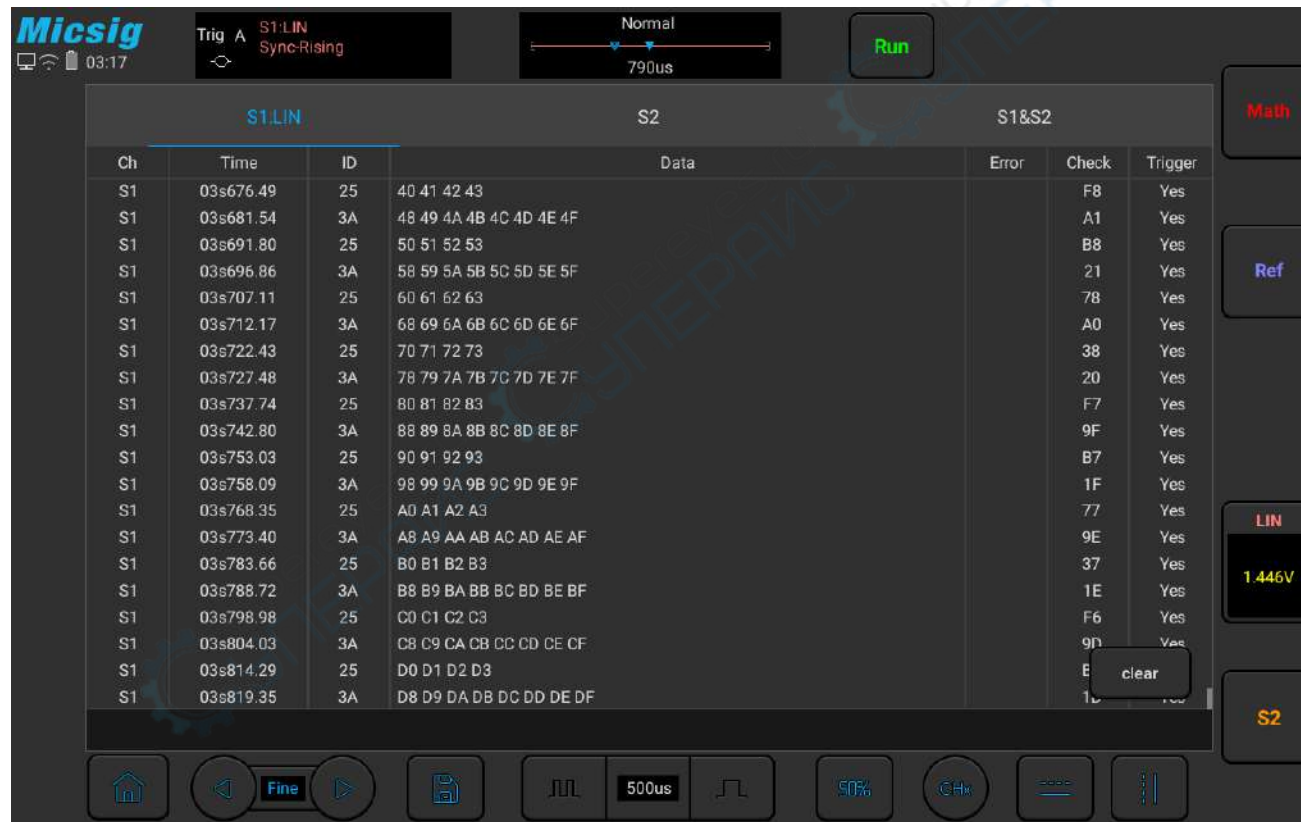 Micsig
Trig A S1:LIN
Sync-Rising
Normal
790us
Run
03:17
S1:LIN S2 S1&S2
Math
Ch Time ID Data Error Check Trigger
S1 03s676.49 25 40 41 42 43 F8 Yes
S1 03s681.54 3A 48 49 4A 4B 4C 4D 4E 4F A1 Yes
S1 03s691.80 25 50 51 52 53 B8 Yes
S1 03s696.86 3A 58 59 5A 5B 5C 5D 5E 5F 21 Yes
Ref
S1 03s707.11 25 60 61 62 63 78 Yes
S1 03s712.17 3A 68 69 6A 6B 6C 6D 6E 6F A0 Yes
S1 03s722.43 25 70 71 72 73 38 Yes
S1 03s727.48 3A 78 79 7A 7B 7C 7D 7E 7F 20 Yes
S1 03s737.74 25 80 81 82 83 F7 Yes
S1 03s742.80 3A 88 89 8A 8B 8C 8D 8E 8F 9F Yes
S1 03s753.03 25 90 91 92 93 B7 Yes
S1 03s758.09 3A 98 99 9A 9B 9C 9D 9E 9F 1F Yes
S1 03s768.35 25 A0 A1 A2 A3 77 Yes
S1 03s773.40 3A A8 A9 AA AB AC AD AE AF 9E Yes
LIN
S1 03s783.66 25 B0 B1 B2 B3 37 Yes
S1 03s788.72 3A B8 B9 BA BB BC BD BE BF 1E Yes
1.446V
S1 03s798.98 25 C0 C1 C2 C3 F6 Yes
S1 03s804.03 3A C8 C9 CA CB CC CD CE CF 9D Yes
S1 03s814.29 25 D0 D1 D2 D3
clear
S1 03s819.35 3A D8 D9 DA DB DC DD DE DF
S2
Fine
500us
50%
CHx